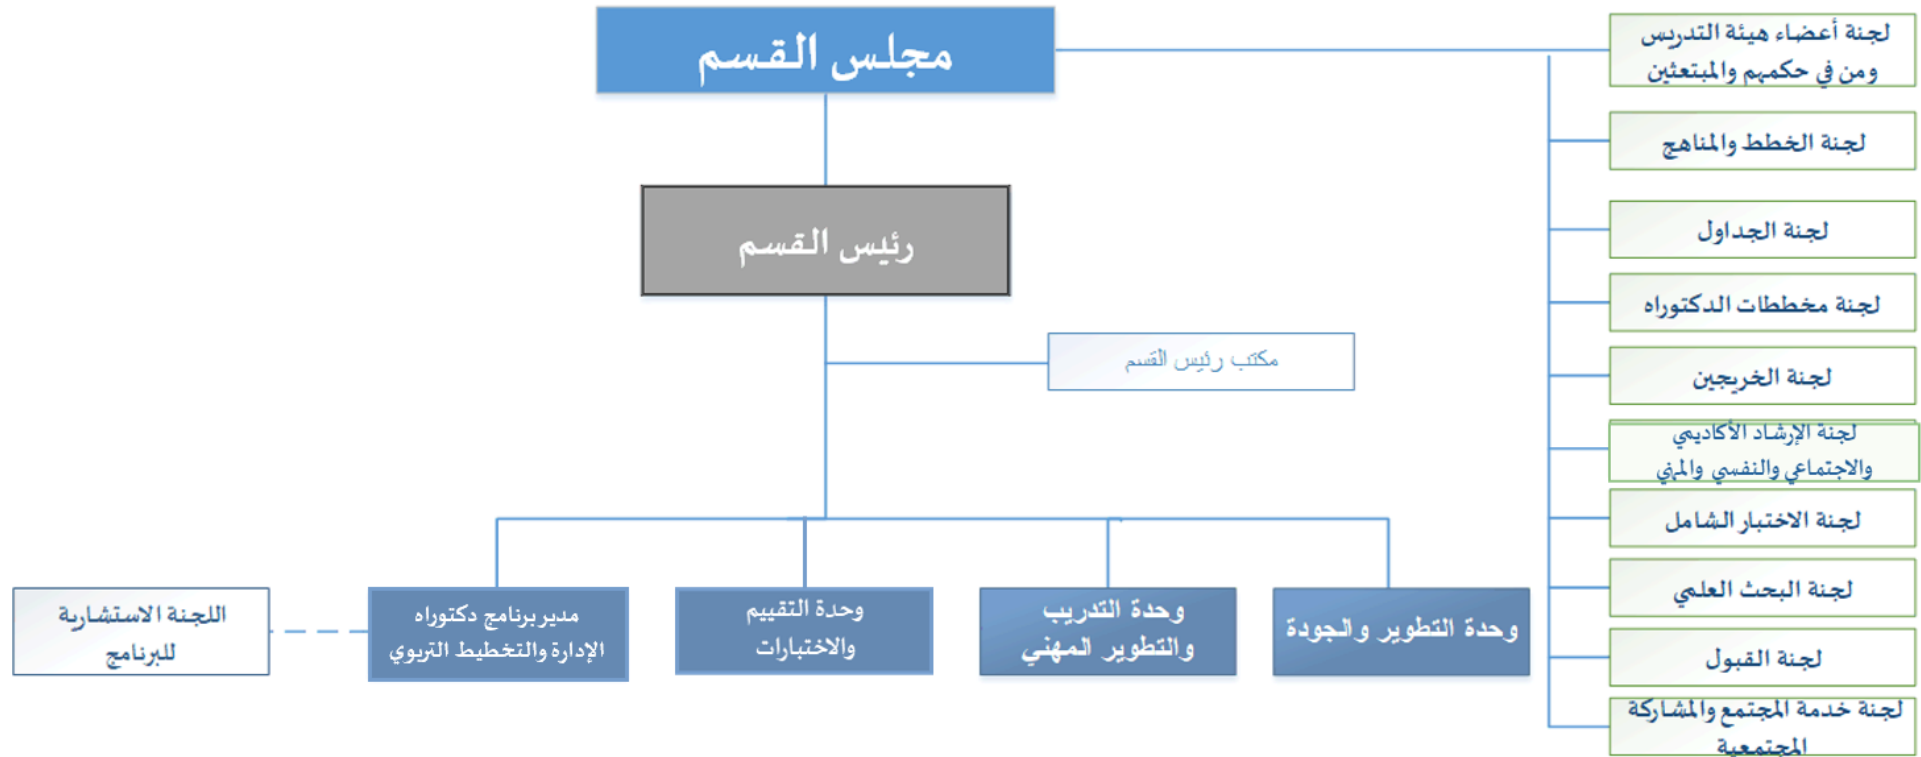 مجلس القسم
رئيس القسم
مكتب رئيس القسم
لجنة أعضاء هيئة التدريس
ومن في حكمهم والمبتعثين
لجنة الخطط والمناهج
لجنة الجداول
لجنة مخططات الدكتوراه
لجنة الخريجين
لجنة الإرشاد الأكاديمي
والاجتماعي والنفسي والمهني
لجنة الاختبار الشامل
لجنة البحث العلمي
لجنة القبول
لجنة خدمة المجتمع والمشاركة
المجتمعية
وحدة التطوير والجودة
وحدة التدريب
والتطوير المهني
وحدة التقييم
والاختبارات
مدير برنامج دكتوراه
الإدارة والتخطيط التربوي
اللجنة الاستشارية
للبرنامج